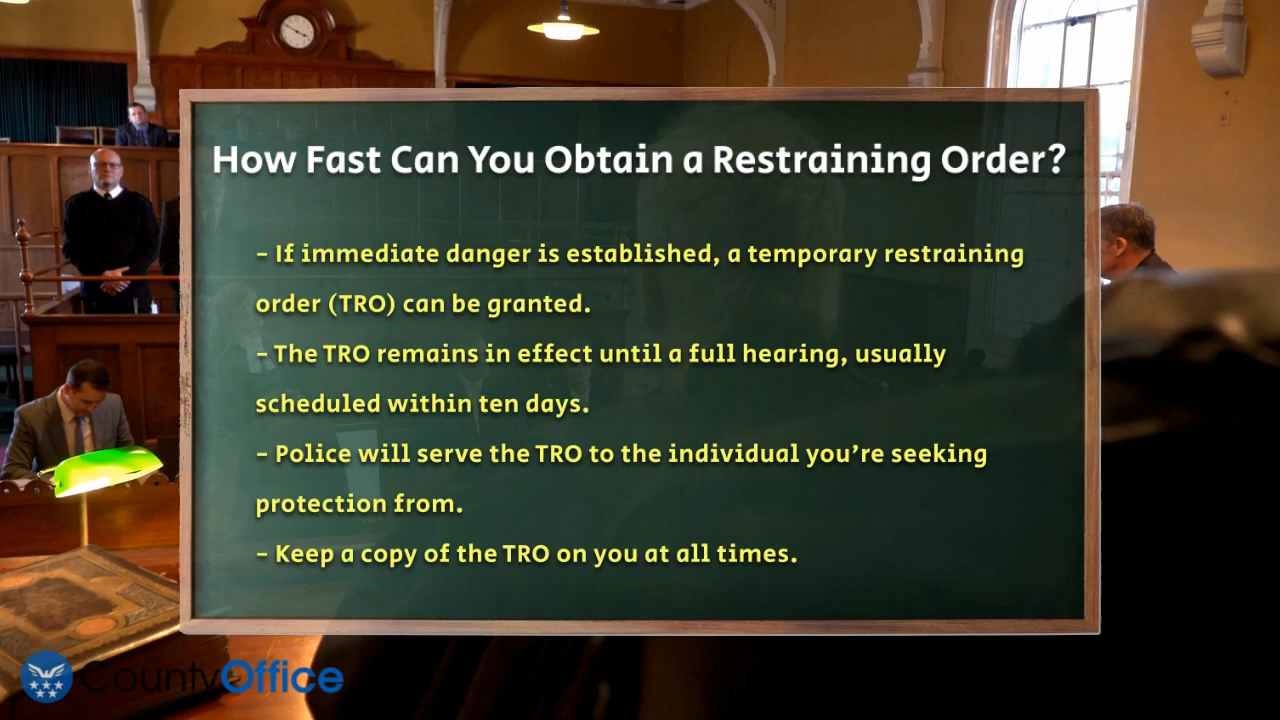 How Fast Can You Obtain a Restraining Order?
- If immediate danger is established, a temporary restraining
order (TRO) can be granted.
- The TRO remains in effect until a full hearing, usually
scheduled within ten days.
- Police will serve the TRO to the individual you're seeking
protection from.
- Keep a copy of the TRO on you at all times.
CountyOffice